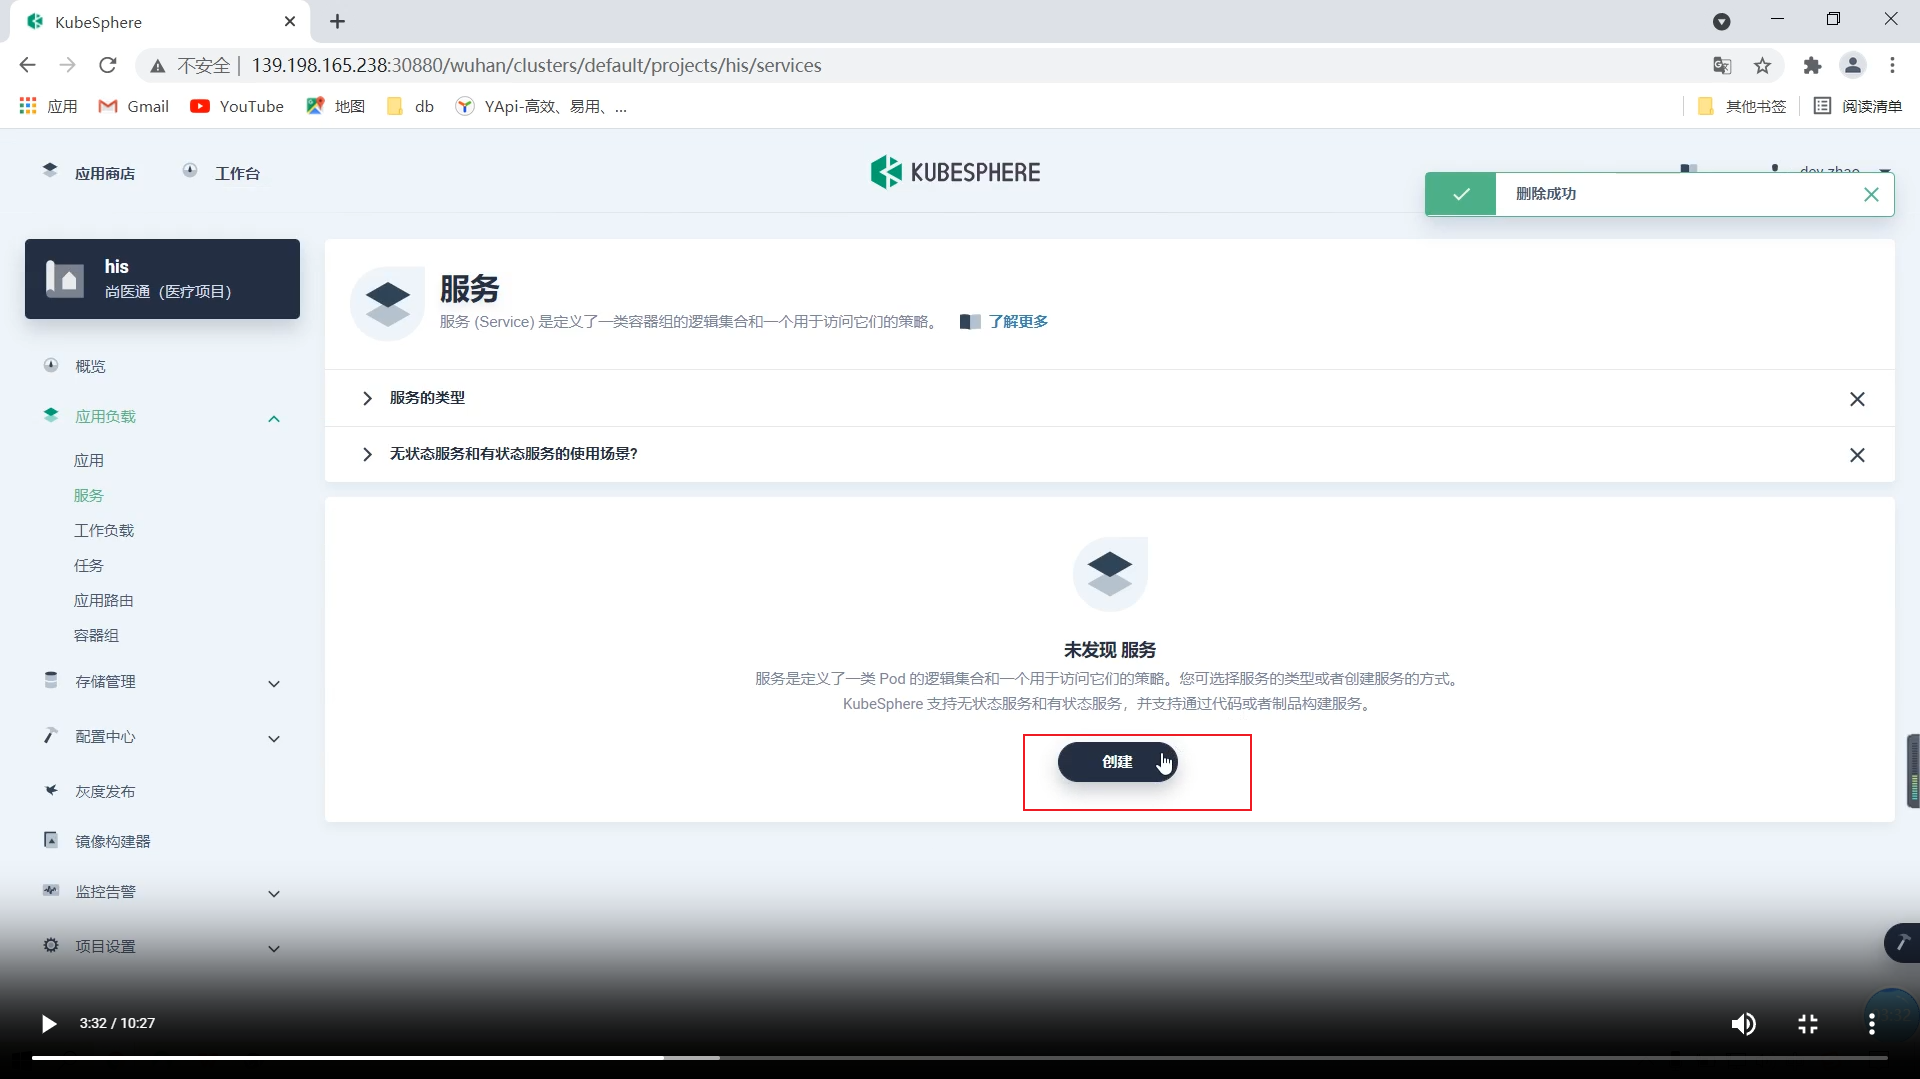 KubeSphere
不安全 | 139.198.165.238:30880/wuhan/clusters/default/projects/his/services
应用 Gmail YouTube 地图 db YApi-高效、易用、... 其他书签 阅读清单
应用商店 工作台 KUBESPHERE dev-zhao
删除成功
his
尚医通（医疗项目）
概览
应用负载
应用
服务
工作负载
任务
应用路由
容器组
存储管理
配置中心
灰度发布
镜像构建器
监控告警
项目设置
服务
服务 (Service) 是定义了一类容器组的逻辑集合和一个用于访问它们的策略。 了解更多
服务的类型
无状态服务和有状态服务的使用场景?
未发现 服务
服务是定义了一类 Pod 的逻辑集合和一个用于访问它们的策略。您可选择服务的类型或者创建服务的方式。
KubeSphere 支持无状态服务和有状态服务，并支持通过代码或者制品构建服务。
创建
3:32 / 10:27